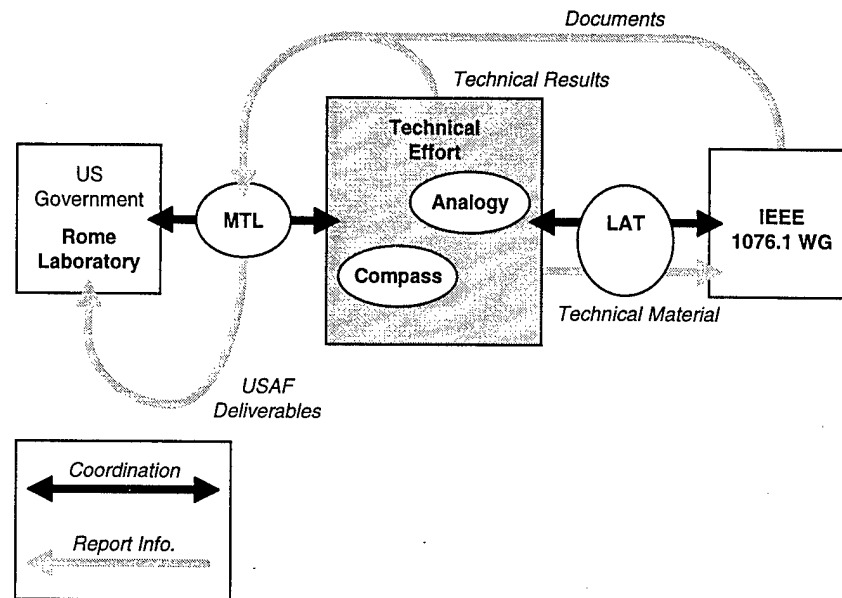 Documents
Technical Results
Technical
Effort
US
Government
Rome
Laboratory
MTL
Analogy
LAT
IEEE
1076.1 WG
Compass
Technical Material
USAF
Deliverables
Coordination
Report Info.